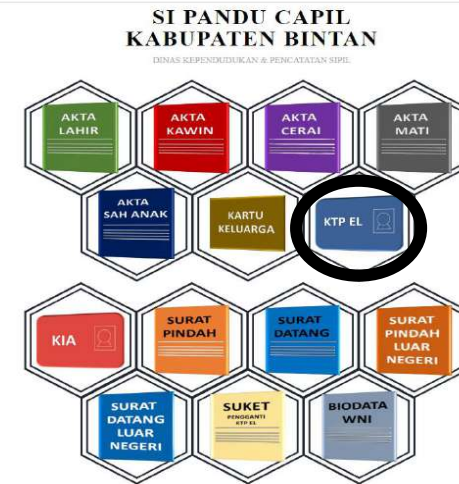 SI PANDU CAPIL
KABUPATEN BINTAN
DINAS KEPENDUDUKAN & PENCATATAN SIPIL
AKTA
LAHIR
AKTA
KAWIN
AKTA
CERAI
AKTA
MATI
AKTA
SAH ANAK
KARTU
KELUARGA
KTP EL
KIA
SURAT
PINDAH
SURAT
DATANG
SURAT
PINDAH
LUAR
NEGERI
SURAT
DATANG
LUAR
NEGERI
SUKET
PENGGANTI
KTP EL
BIODATA
WNI